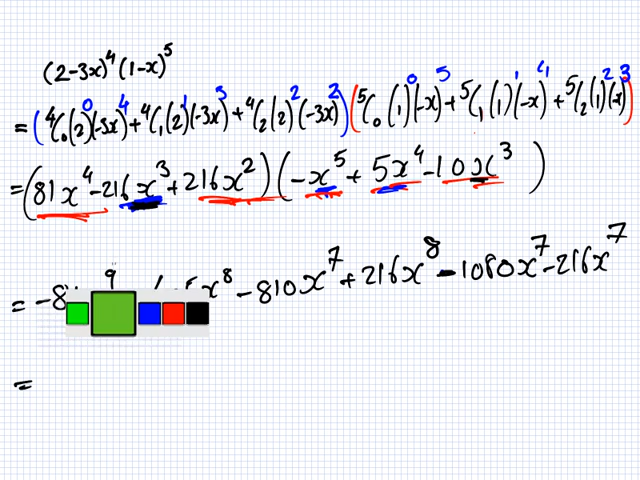 (2-3x)⁴(1-x)⁵
=(⁴C₀(2)⁰(-3x)⁴+⁴C₁(2)¹(-3x)³+⁴C₂(2)²(-3x)²)(⁵C₀(1)⁰(-x)⁵+⁵C₁(1)¹(-x)⁴+⁵C₂(1)²(-x)³)
=(81x⁴-216x³+216x²)(-x⁵+5x⁴-10x³)
=-8 9 x⁸-810x⁷+216x⁸-1080x⁷-216x⁷
=